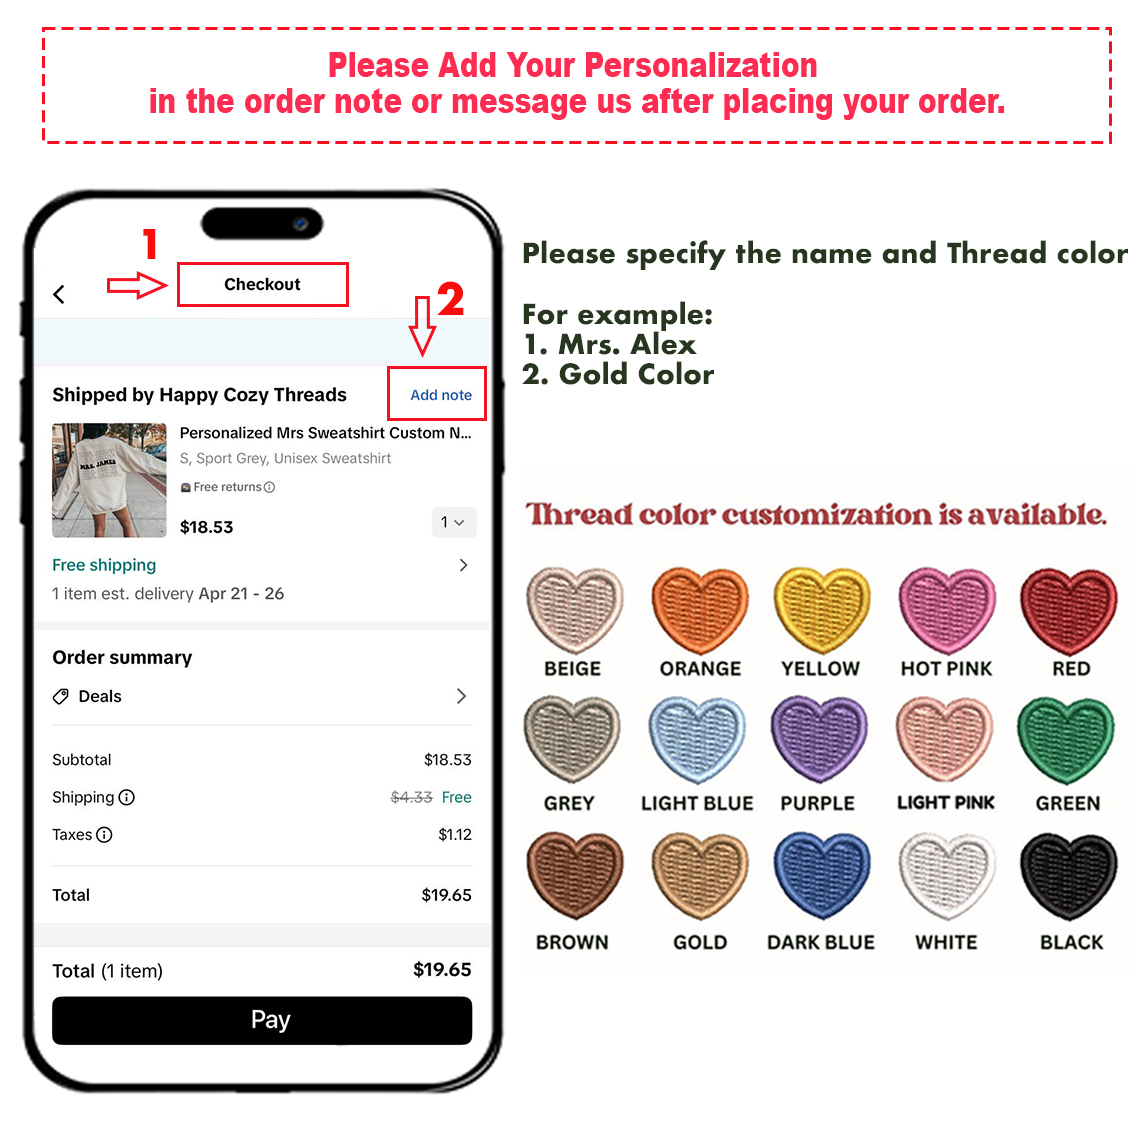 Please Add Your Personalization
in the order note or message us after placing your order.
1
Checkout
2
Shipped by Happy Cozy Threads
Add note
MRS. JAMES
Personalized Mrs Sweatshirt Custom N...
S, Sport Grey, Unisex Sweatshirt
Free returns
$18.53
1
Free shipping
1 item est. delivery Apr 21 - 26
Order summary
Deals
Subtotal $18.53
Shipping $4.33 Free
Taxes $1.12
Total $19.65
Total (1 item) $19.65
Pay
Please specify the name and Thread color
For example:
1. Mrs. Alex
2. Gold Color
Thread color customization is available.
BEIGE ORANGE YELLOW HOT PINK RED
GREY LIGHT BLUE PURPLE LIGHT PINK GREEN
BROWN GOLD DARK BLUE WHITE BLACK